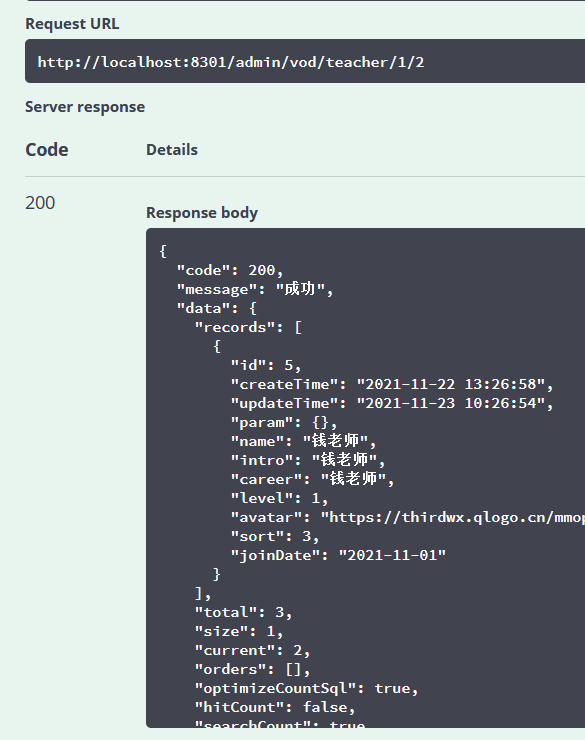 Request URL
http://localhost:8301/admin/vod/teacher/1/2
Server response
Code Details
200
Response body
{
"code": 200,
"message": "成功",
"data": {
"records": [
{
"id": 5,
"createTime": "2021-11-22 13:26:58",
"updateTime": "2021-11-23 10:26:54",
"param": {},
"name": "钱老师",
"intro": "钱老师",
"career": "钱老师",
"level": 1,
"avatar": "https://thirdwx.qlogo.cn/mmop
"sort": 3,
"joinDate": "2021-11-01"
}
],
"total": 3,
"size": 1,
"current": 2,
"orders": [],
"optimizeCountSql": true,
"hitCount": false,
"searchCount": true